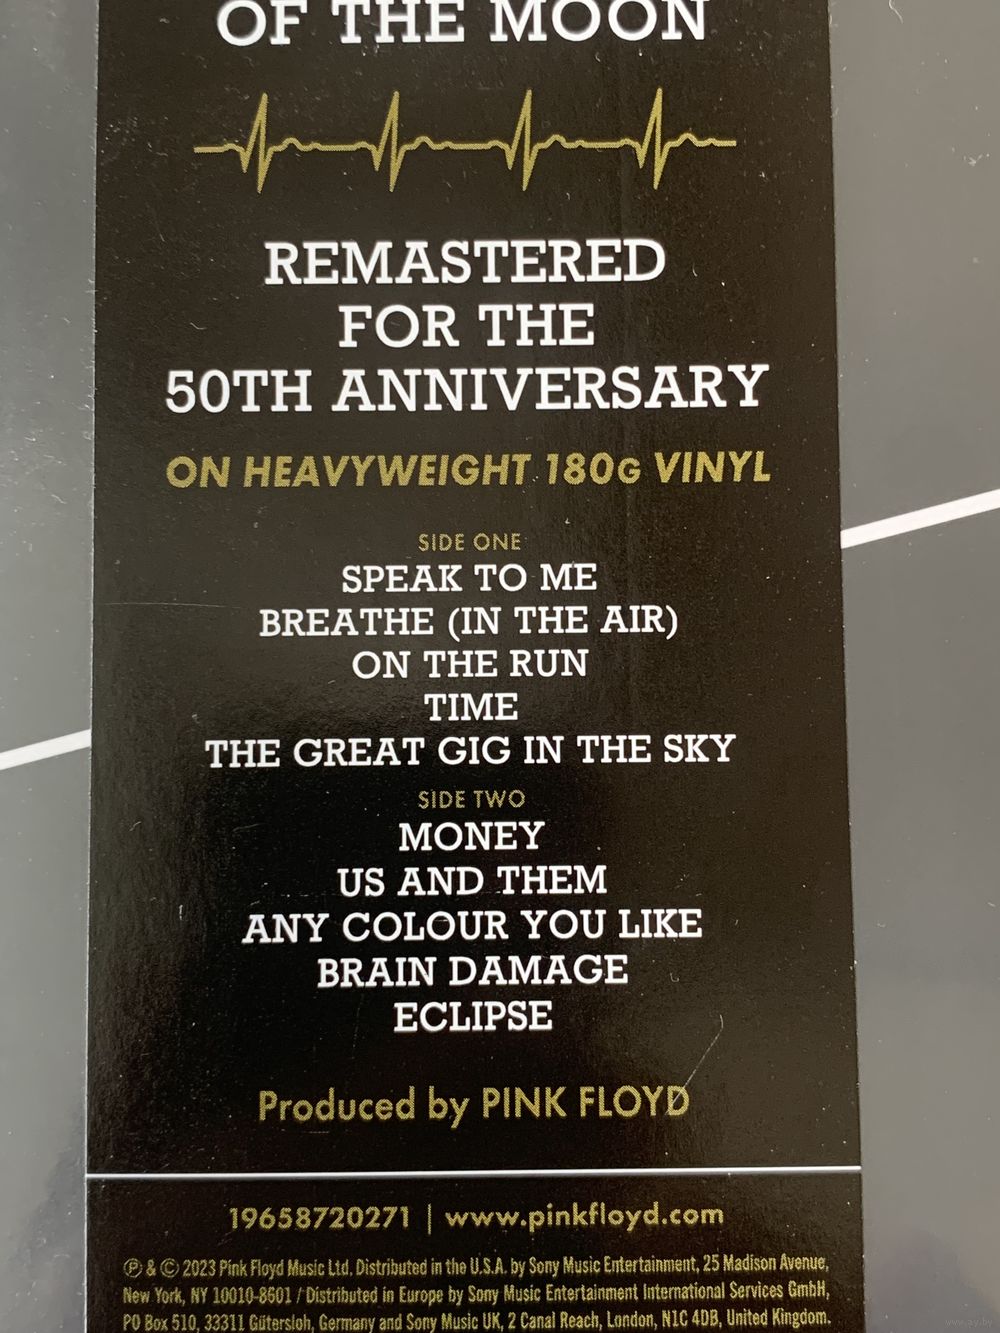 OF THE MOON
REMASTERED
FOR THE
50TH ANNIVERSARY
ON HEAVYWEIGHT 180G VINYL
SIDE ONE
SPEAK TO ME
BREATHE (IN THE AIR)
ON THE RUN
TIME
THE GREAT GIG IN THE SKY
SIDE TWO
MONEY
US AND THEM
ANY COLOUR YOU LIKE
BRAIN DAMAGE
ECLIPSE
Produced by PINK FLOYD
19658720271 | www.pinkfloyd.com
℗ & © 2023 Pink Floyd Music Ltd. Distributed in the U.S.A. by Sony Music Entertainment, 25 Madison Avenue,
New York, NY 10010-8601 / Distributed in Europe by Sony Music Entertainment International Services GmbH,
PO Box 510, 33311 Gütersloh, Germany and Sony Music UK, 2 Canal Reach, London, N1C 4DB, United Kingdom.
www.ay.by